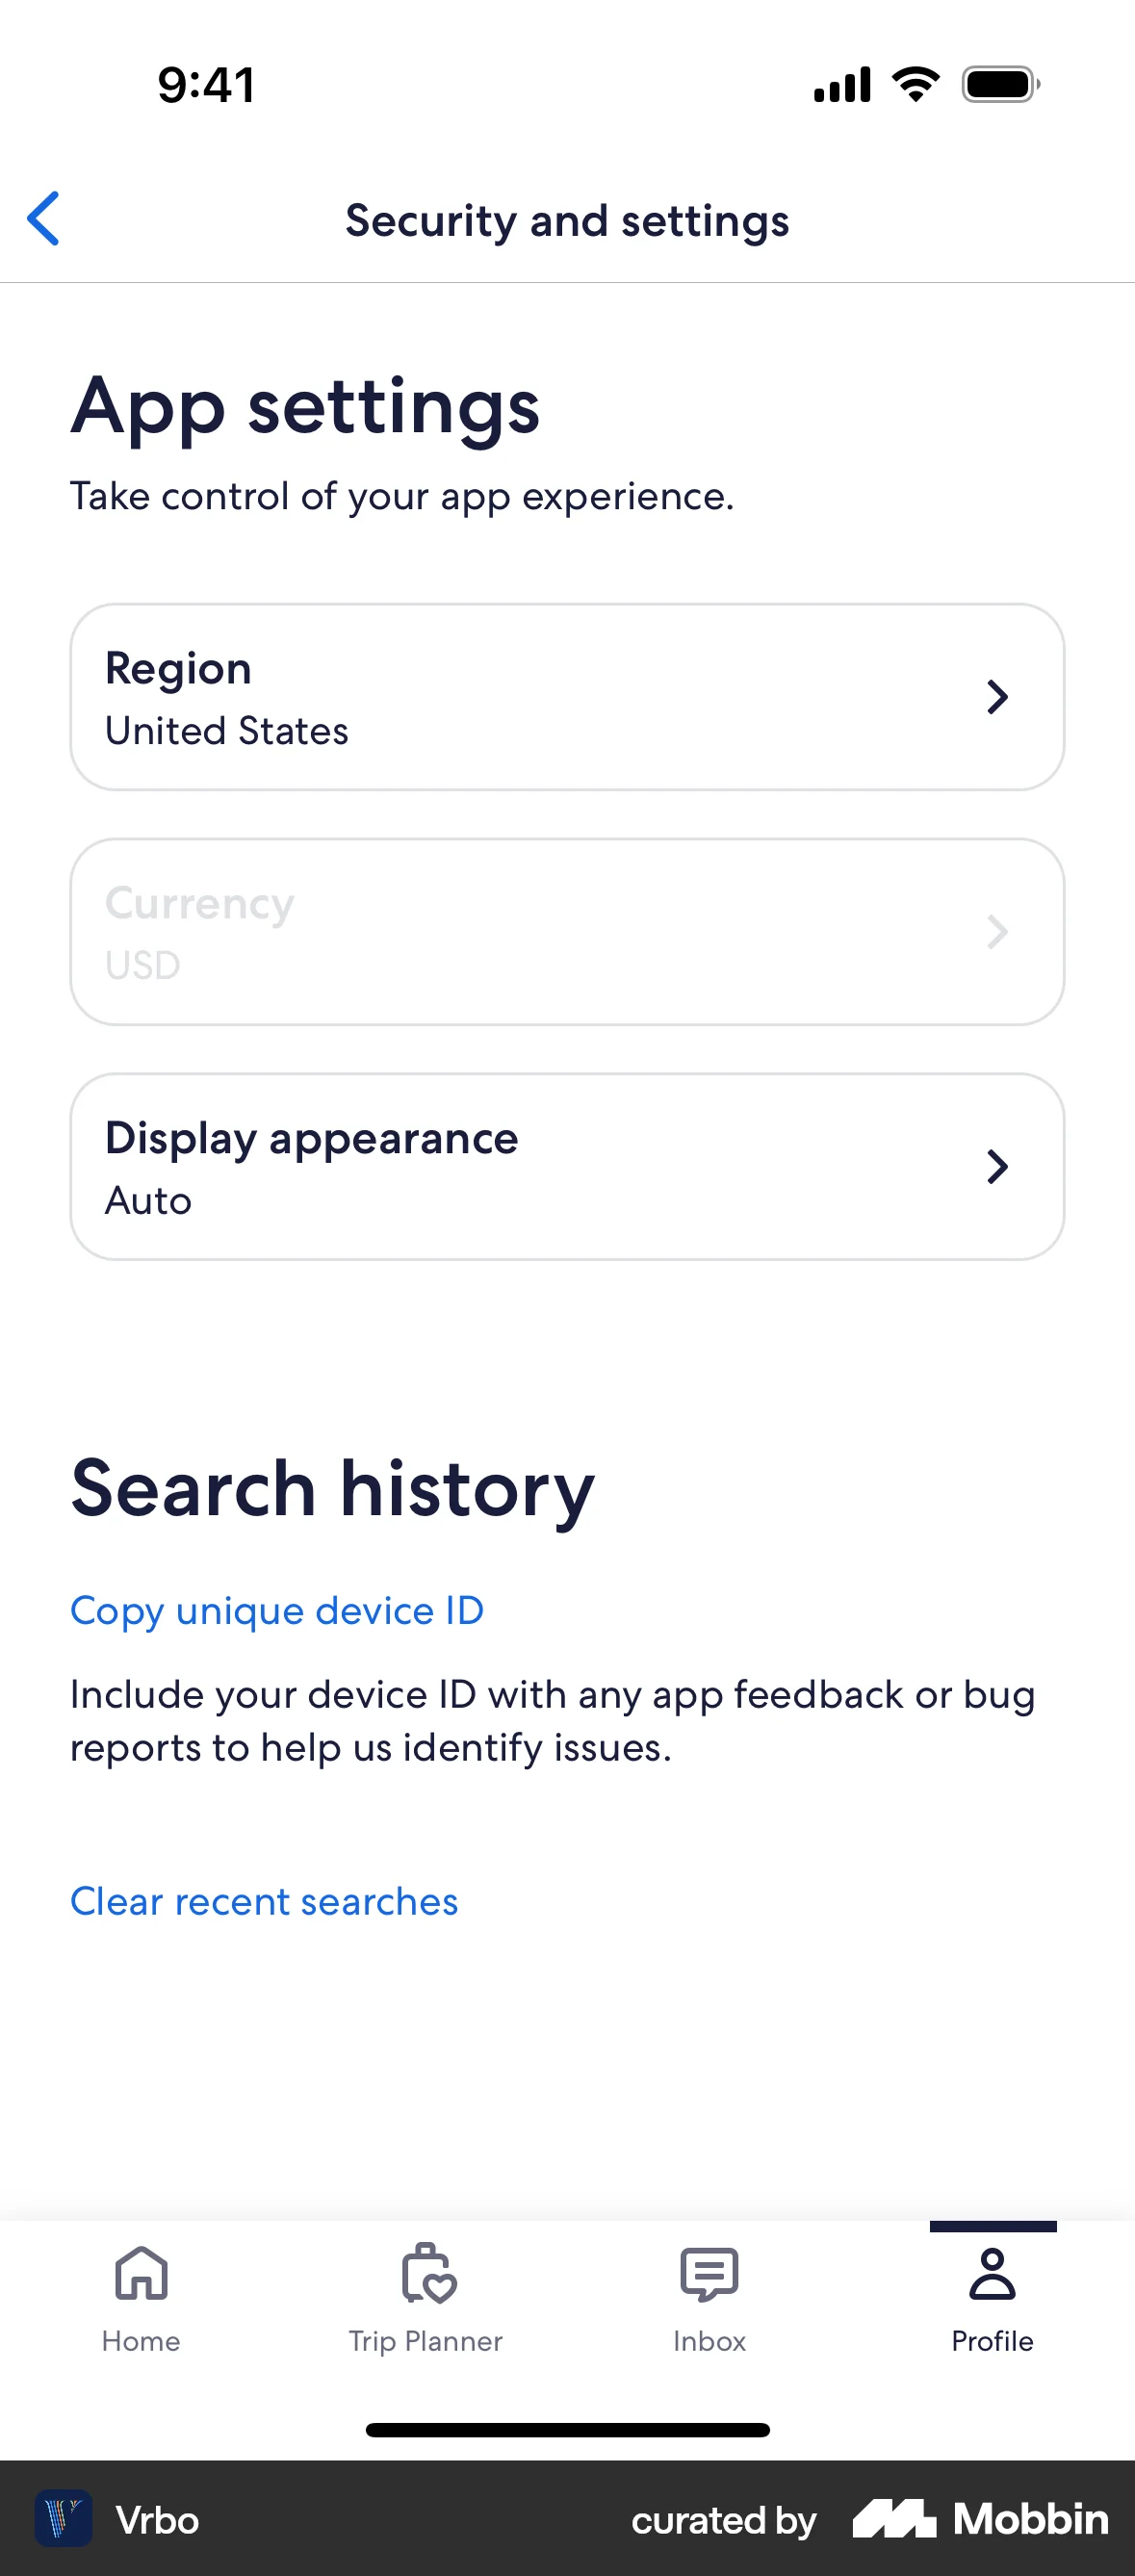 9:41
Security and settings
App settings
Take control of your app experience.
Region
United States
Currency
USD
Display appearance
Auto
Search history
Copy unique device ID
Include your device ID with any app feedback or bug
reports to help us identify issues.
Clear recent searches
Home
Trip Planner
Inbox
Profile
Vrbo
curated by Mobbin